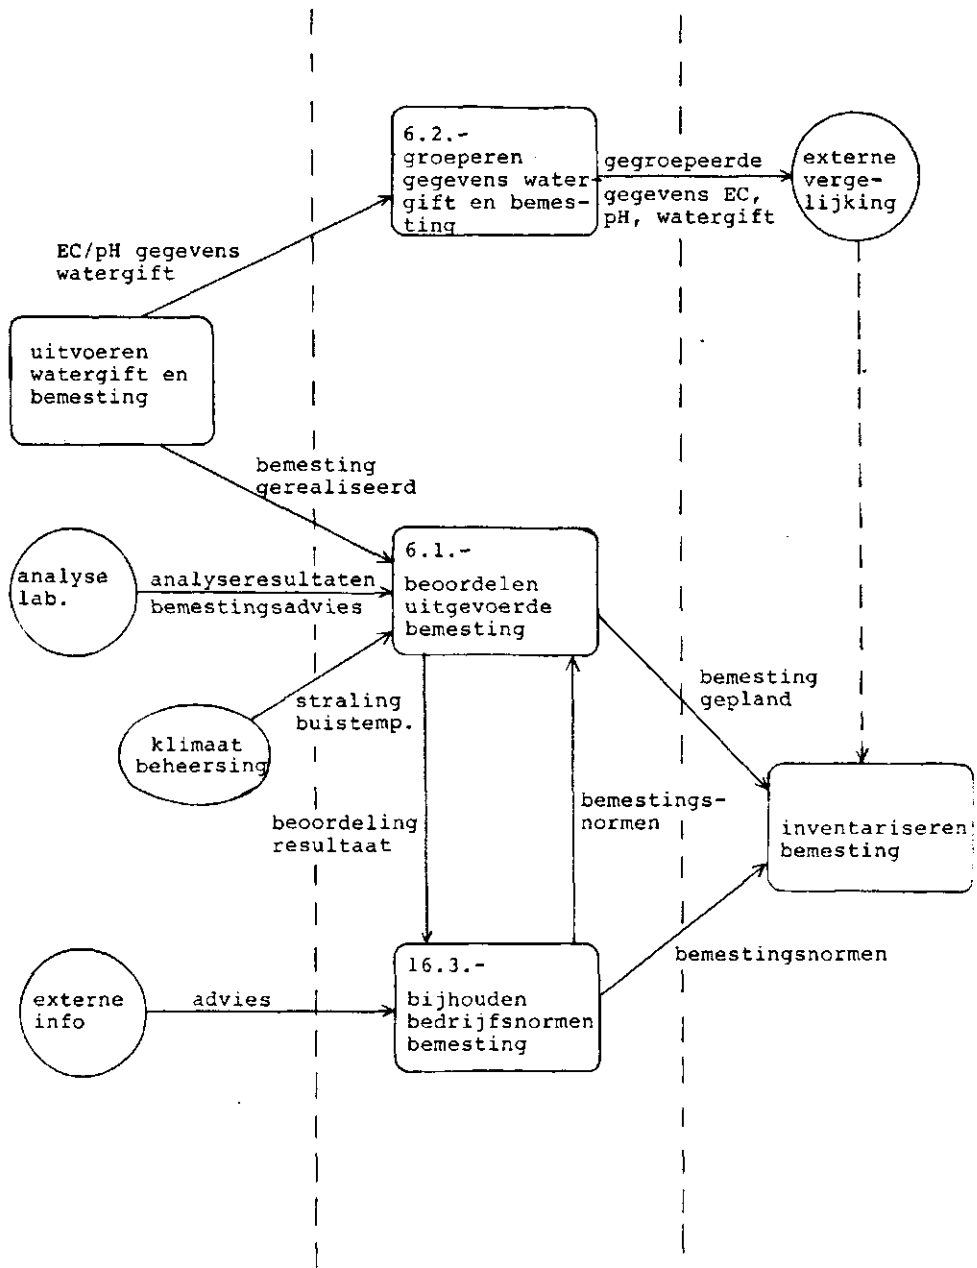 6.2.-
groeperen
gegevens water-
gift en bemes-
ting
gegroepeerde
gegevens EC,
pH, watergift
externe
verge-
lijking
EC/pH gegevens
watergift
uitvoeren
watergift en
bemesting
bemesting
gerealiseerd
analyse
lab.
analyseresultaten
bemestingsadvies
6.1.-
beoordelen
uitgevoerde
bemesting
straling
buistemp.
klimaat
beheersing
bemesting
gepland
beoordeling
resultaat
bemestings-
normen
inventariseren
bemesting
externe
info
advies
16.3.-
bijhouden
bedrijfsnormen
bemesting
bemestingsnormen